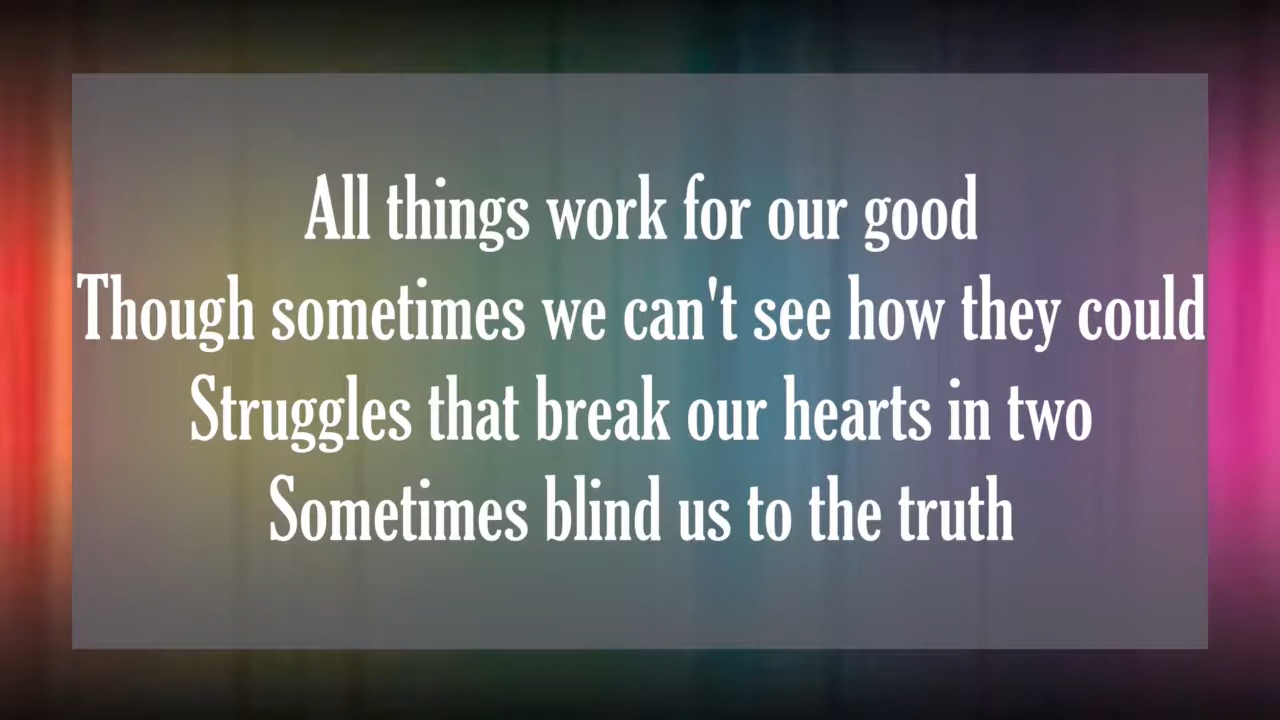 All things work for our good
Though sometimes we can't see how they could
Struggles that break our hearts in two
Sometimes blind us to the truth